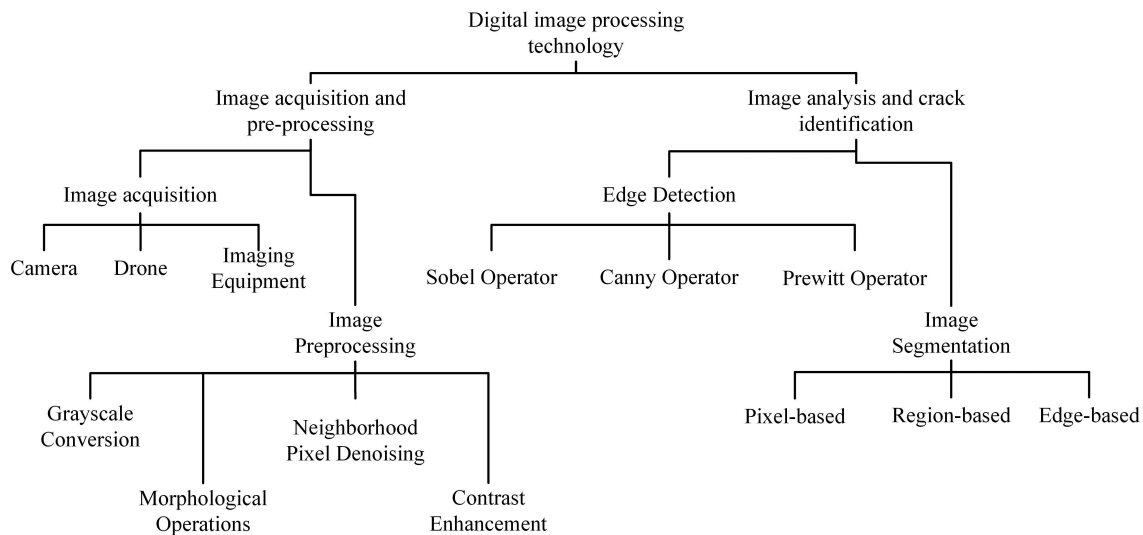 Digital image processing
technology
Image acquisition and
pre-processing
Image analysis and crack
identification
Image acquisition
Edge Detection
Camera
Drone
Imaging
Equipment
Sobel Operator
Canny Operator
Prewitt Operator
Image
Preprocessing
Image
Segmentation
Grayscale
Conversion
Neighborhood
Pixel Denoising
Pixel-based
Region-based
Edge-based
Morphological
Operations
Contrast
Enhancement